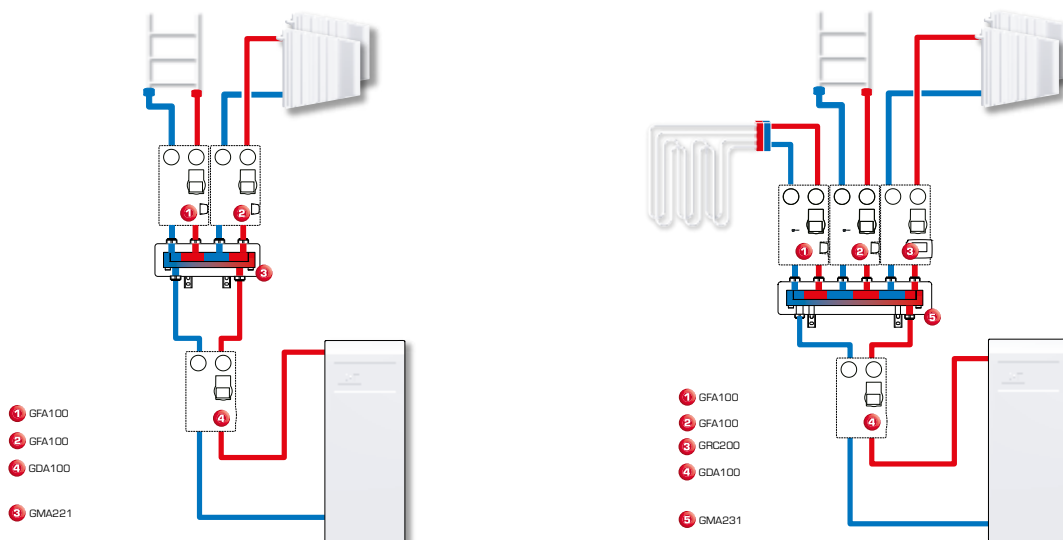 1
2
3
4
1 GFA100
2 GFA100
4 GDA100
3 GMA221
1
2
3
5
4
1 GFA100
2 GFA100
3 GRC200
4 GDA100
5 GMA231